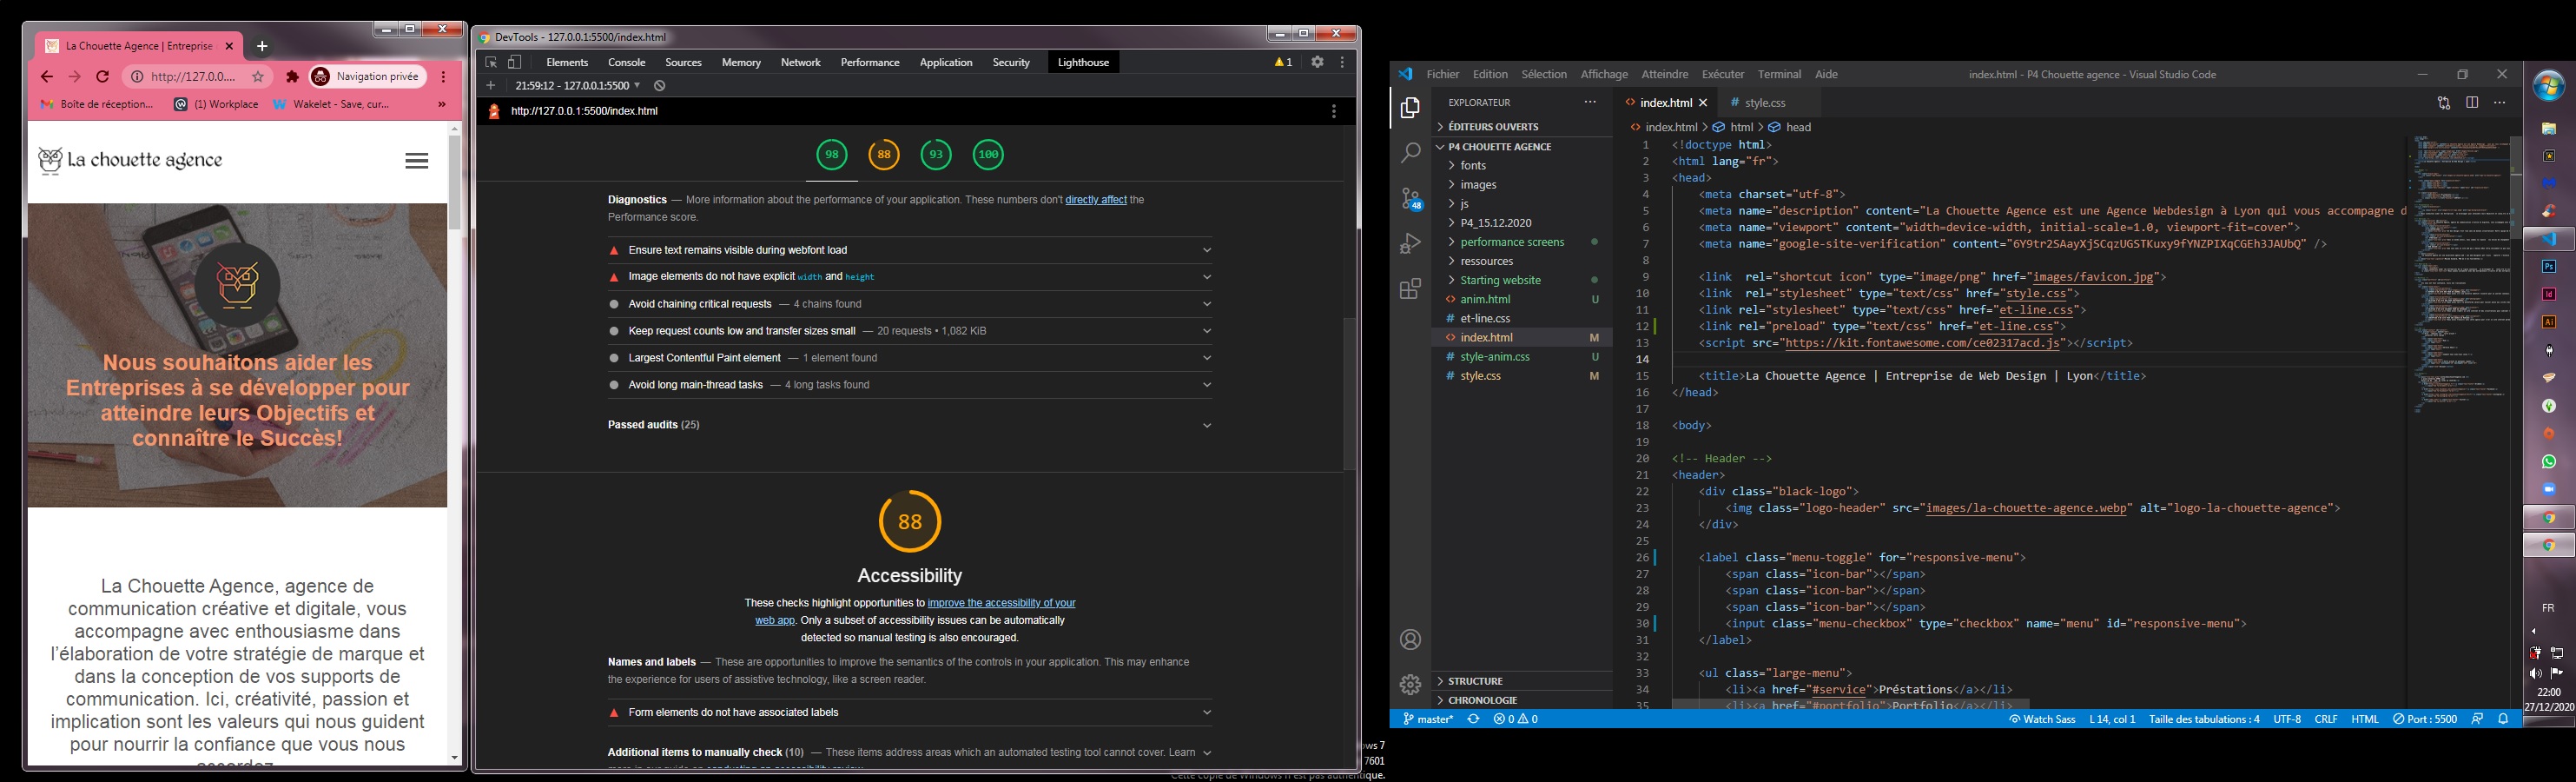 La Chouette Agence | Entreprise
http://127.0.0....
Navigation privée
Boîte de réception...
(1) Workplace
Wakelet - Save, cur...
»
La chouette agence
Nous souhaitons aider les
Entreprises à se développer pour
atteindre leurs Objectifs et
connaître le Succès!
La Chouette Agence, agence de
communication créative et digitale, vous
accompagne avec enthousiasme dans
l'élaboration de votre stratégie de marque et
dans la conception de vos supports de
communication. Ici, créativité, passion et
implication sont les valeurs qui nous guident
pour nourrir la confiance que vous nous
accordez
DevTools - 127.0.0.1:5500/index.html
Elements Console Sources Memory Network Performance Application Security Lighthouse
1
21:59:12 - 127.0.0.1:5500
http://127.0.0.1:5500/index.html
98 88 93 100
Diagnostics — More information about the performance of your application. These numbers don't directly affect the
Performance score.
Ensure text remains visible during webfont load
Image elements do not have explicit width and height
Avoid chaining critical requests — 4 chains found
Keep request counts low and transfer sizes small — 20 requests • 1,082 KiB
Largest Contentful Paint element — 1 element found
Avoid long main-thread tasks — 4 long tasks found
Passed audits (25)
88
Accessibility
These checks highlight opportunities to improve the accessibility of your
web app. Only a subset of accessibility issues can be automatically
detected so manual testing is also encouraged.
Names and labels — These are opportunities to improve the semantics of the controls in your application. This may enhance
the experience for users of assistive technology, like a screen reader.
Form elements do not have associated labels
Additional items to manually check (10) — These items address areas which an automated testing tool cannot cover. Learn
more in our guide on conducting an accessibility review
ows 7
7601
Cette copie de Windows n'est pas authentique.
Fichier Edition Sélection Affichage Atteindre Exécuter Terminal Aide
index.html - P4 Chouette agence - Visual Studio Code
EXPLORATEUR
ÉDITEURS OUVERTS
P4 CHOUETTE AGENCE
fonts
images
js
P4_15.12.2020
performance screens
ressources
Starting website
anim.html U
et-line.css
index.html M
style-anim.css U
style.css M
STRUCTURE
CHRONOLOGIE
48
index.html
style.css
index.html > html > head
1 <!doctype html>
2 <html lang="fr">
3 <head>
4 <meta charset="utf-8">
5 <meta name="description" content="La Chouette Agence est une Agence Webdesign à Lyon qui vous accompagne d
6 <meta name="viewport" content="width=device-width, initial-scale=1.0, viewport-fit=cover">
7 <meta name="google-site-verification" content="6Y9tr2SAayXjSCqzUGSTKuxy9fYNZPIXqCGEh3JAUbQ" />
8
9 <link  rel="shortcut icon" type="image/png" href="images/favicon.jpg">
10 <link  rel="stylesheet" type="text/css" href="style.css">
11 <link rel="stylesheet" type="text/css" href="et-line.css">
12 <link rel="preload" type="text/css" href="et-line.css">
13 <script src="https://kit.fontawesome.com/ce02317acd.js"></script>
14
15 <title>La Chouette Agence | Entreprise de Web Design | Lyon</title>
16 </head>
17
18 <body>
19
20 <!-- Header -->
21 <header>
22 <div class="black-logo">
23 <img class="logo-header" src="images/la-chouette-agence.webp" alt="logo-la-chouette-agence">
24 </div>
25
26 <label class="menu-toggle" for="responsive-menu">
27 <span class="icon-bar"></span>
28 <span class="icon-bar"></span>
29 <span class="icon-bar"></span>
30 <input class="menu-checkbox" type="checkbox" name="menu" id="responsive-menu">
31 </label>
32
33 <ul class="large-menu">
34 <li><a href="#service">Préstations</a></li>
35 <li><a href="#portfolio">Portfolio</a></li>
master* 0 0
Watch Sass L 14, col 1 Taille des tabulations : 4 UTF-8 CRLF HTML Port : 5500
Ps
Id
Ai
FR
22:00
27/12/2020